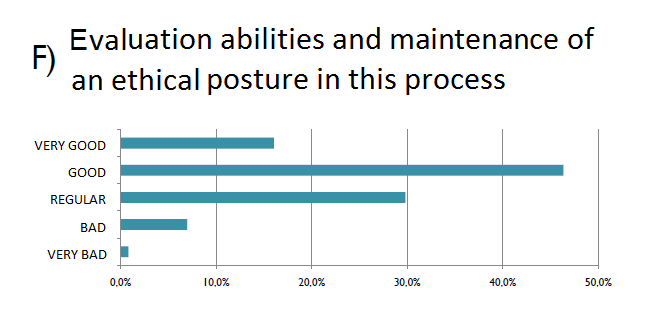 F) Evaluation abilities and maintenance of
an ethical posture in this process
VERY GOOD
GOOD
REGULAR
BAD
VERY BAD
0,0% 10,0% 20,0% 30,0% 40,0% 50,0%